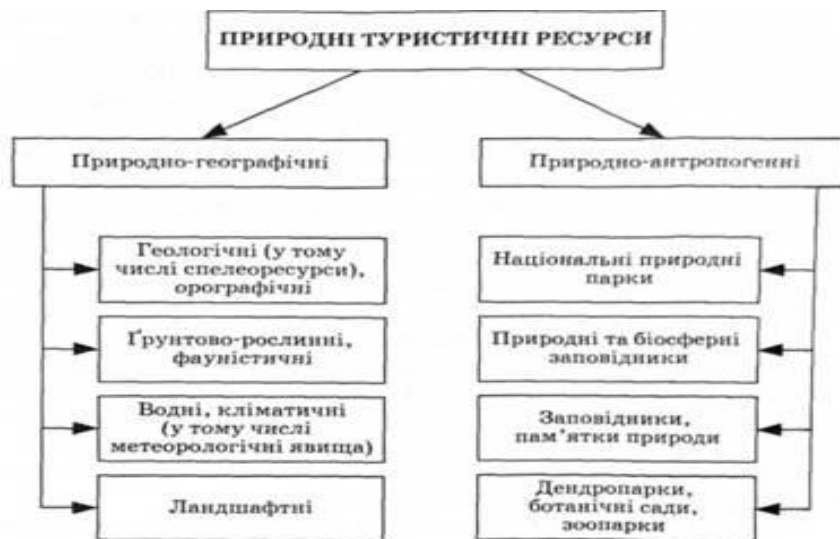 ПРИРОДНІ ТУРИСТИЧНІ РЕСУРСИ
Природно-географічні
Природно-антропогенні
Геологічні (у тому
числі спелеоресурси),
орографічні
Ґрунтово-рослинні,
фауністичні
Водні, кліматичні
(у тому числі
метеорологічні явища)
Ландшафтні
Національні природні
парки
Природні та біосферні
заповідники
Заповідники,
пам’ятки природи
Дендропарки,
ботанічні сади,
зоопарки